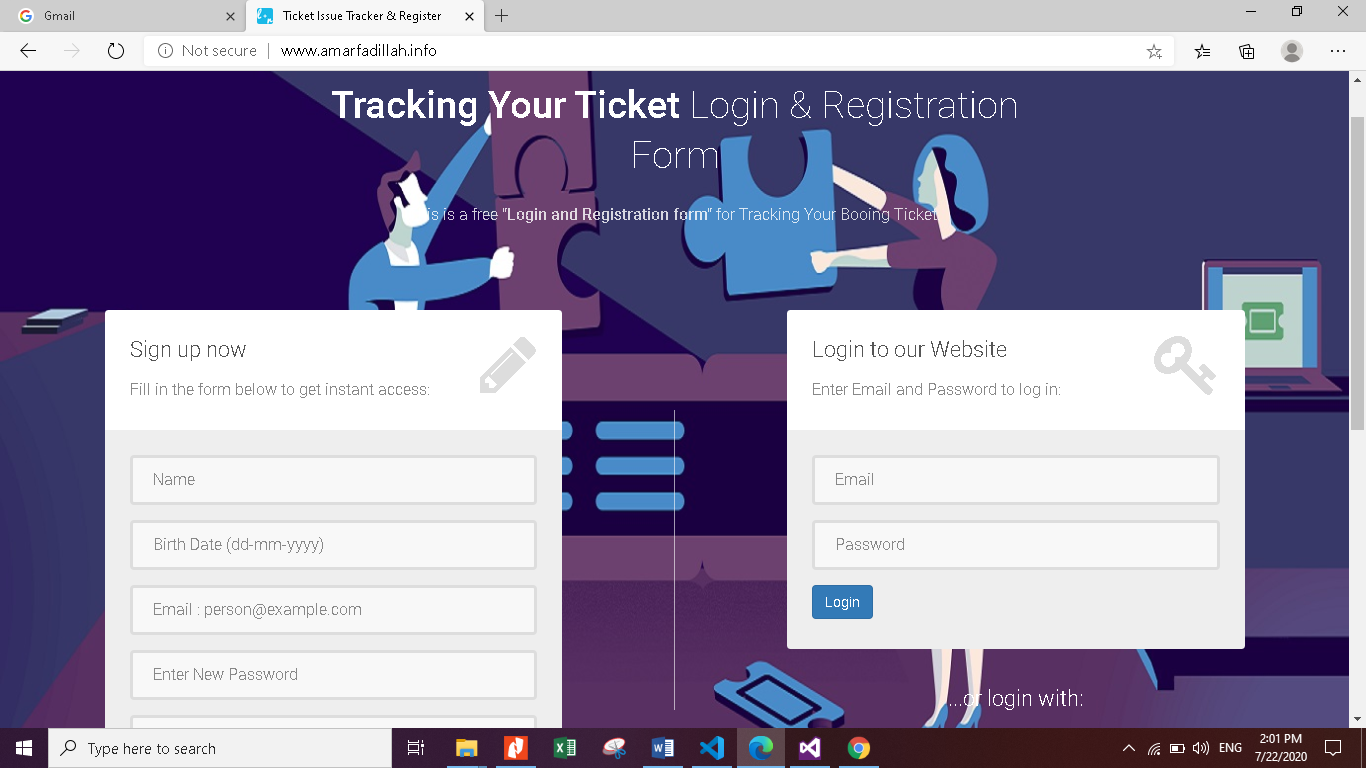 Gmail
Ticket Issue Tracker & Register
Not secure | www.amarfadillah.info
Tracking Your Ticket Login & Registration
Form
is is a free "Login and Registration form" for Tracking Your Booing Ticket
Sign up now
Fill in the form below to get instant access:
Name
Birth Date (dd-mm-yyyy)
Email : person@example.com
Enter New Password
Login to our Website
Enter Email and Password to log in:
Email
Password
Login
...or login with:
Type here to search
ENG
2:01 PM
7/22/2020